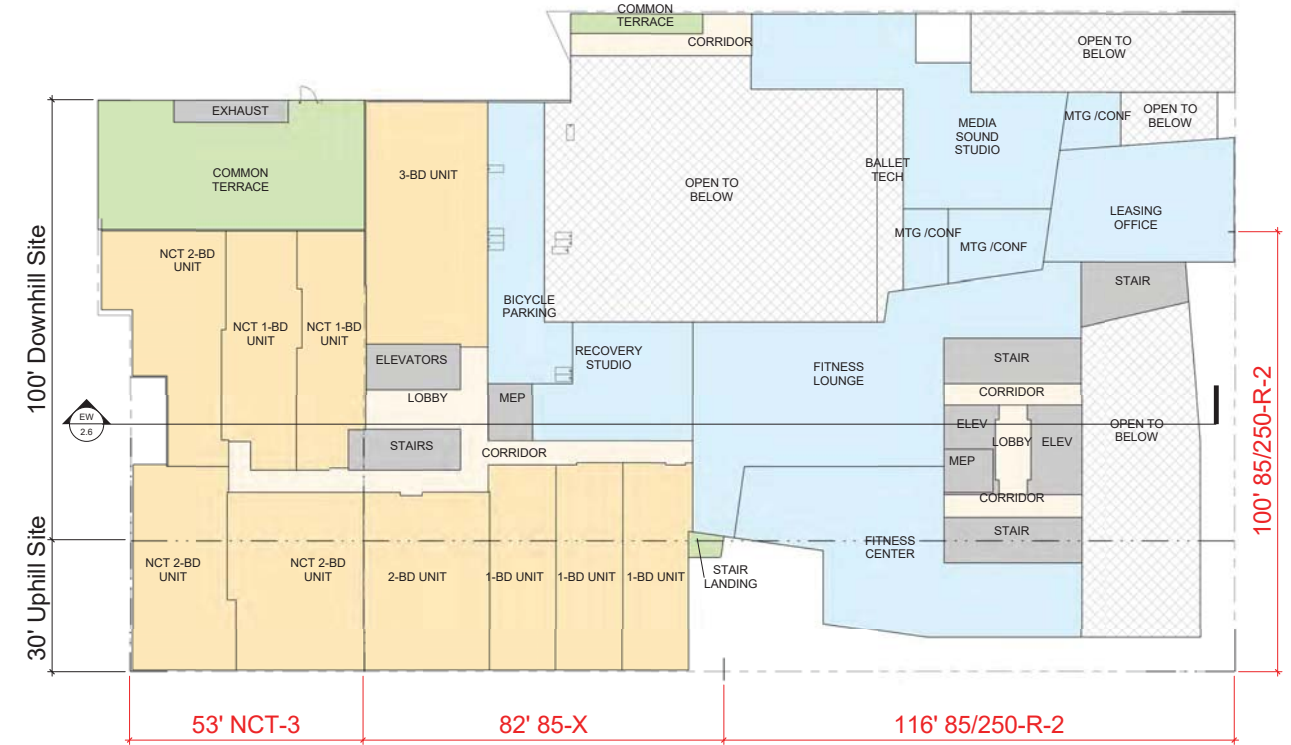 COMMON
TERRACE
CORRIDOR
OPEN TO
BELOW
EXHAUST
MTG /CONF
OPEN TO
BELOW
MEDIA
SOUND
STUDIO
COMMON
TERRACE
3-BD UNIT
OPEN TO
BELOW
BALLET
TECH
LEASING
OFFICE
MTG /CONF
MTG /CONF
NCT 2-BD
UNIT
STAIR
BICYCLE
PARKING
NCT 1-BD
UNIT
NCT 1-BD
UNIT
ELEVATORS
RECOVERY
STUDIO
FITNESS
LOUNGE
STAIR
LOBBY
MEP
CORRIDOR
EW
2.6
ELEV
LOBBY
ELEV
OPEN TO
BELOW
STAIRS
CORRIDOR
MEP
CORRIDOR
STAIR
FITNESS
CENTER
NCT 2-BD
UNIT
NCT 2-BD
UNIT
2-BD UNIT
1-BD UNIT
1-BD UNIT
1-BD UNIT
STAIR
LANDING
100' Downhill Site
30' Uphill Site
100' 85/250-R-2
53' NCT-3
82' 85-X
116' 85/250-R-2